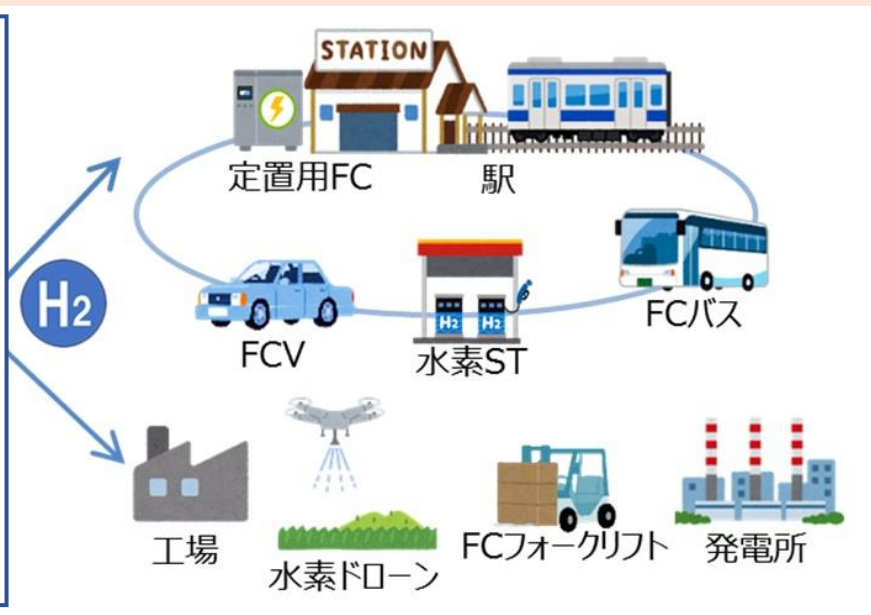 STATION
定置用FC
駅
H2
FCV
H2 H2
水素ST
FCバス
工場
水素ドローン
FCフォークリフト
発電所